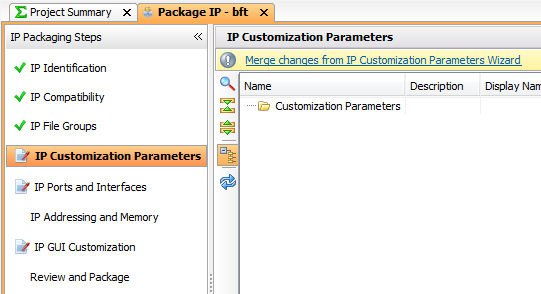 Project Summary
Package IP - bft
IP Packaging Steps
IP Identification
IP Compatibility
IP File Groups
IP Customization Parameters
IP Ports and Interfaces
IP Addressing and Memory
IP GUI Customization
Review and Package
IP Customization Parameters
Merge changes from IP Customization Parameters Wizard
Name Description Display Nam
Customization Parameters